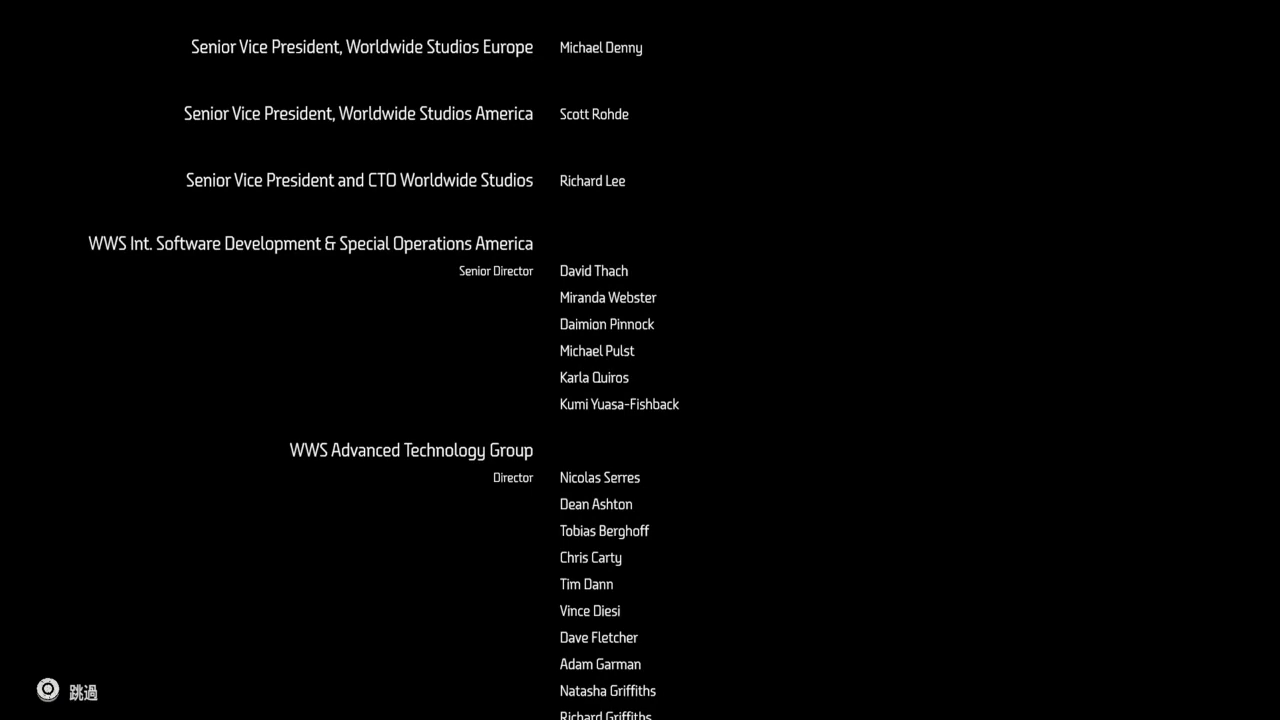 Senior Vice President, Worldwide Studios Europe Michael Denny
Senior Vice President, Worldwide Studios America Scott Rohde
Senior Vice President and CTO Worldwide Studios Richard Lee
WWS Int. Software Development & Special Operations America
Senior Director David Thach
Miranda Webster
Daimion Pinnock
Michael Pulst
Karla Quiros
Kumi Yuasa-Fishback
WWS Advanced Technology Group
Director Nicolas Serres
Dean Ashton
Tobias Berghoff
Chris Carty
Tim Dann
Vince Diesi
Dave Fletcher
Adam Garman
Natasha Griffiths
Richard Griffiths
跳過